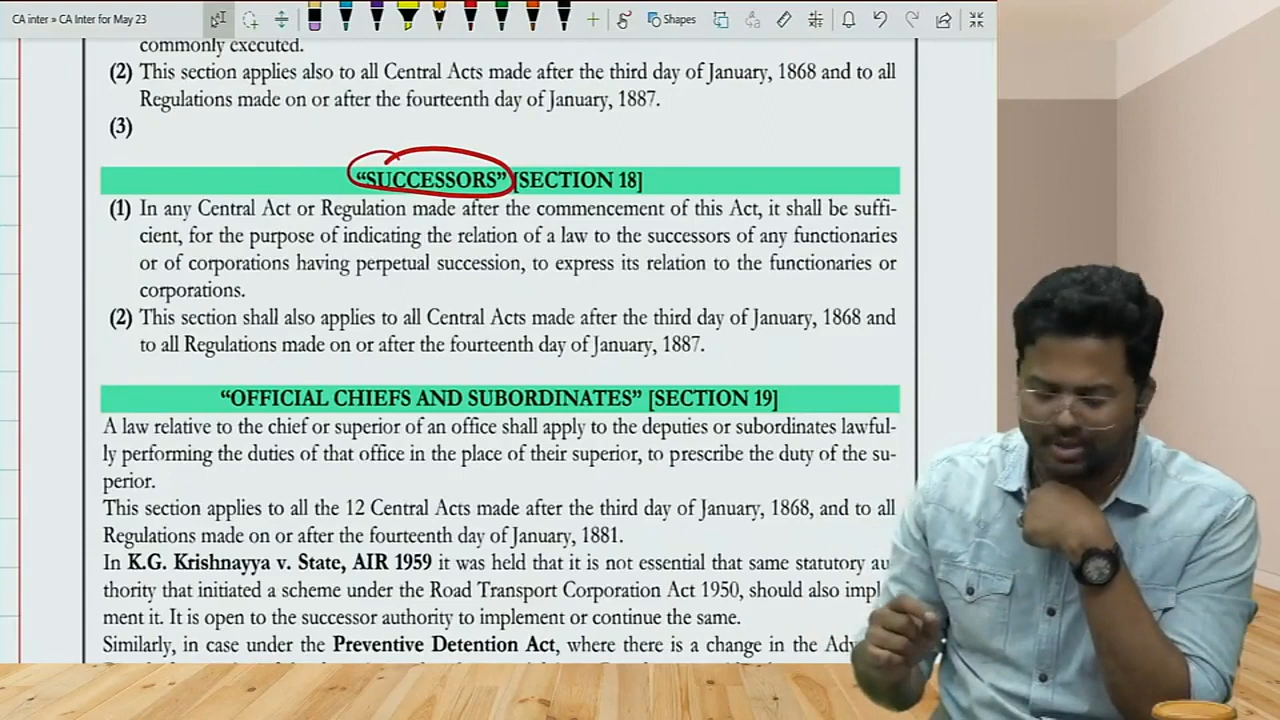 CA inter » CA Inter for May 23
Shapes
commonly executed.
(2) This section applies also to all Central Acts made after the third day of January, 1868 and to all
Regulations made on or after the fourteenth day of January, 1887.
(3)
“SUCCESSORS” [SECTION 18]
(1) In any Central Act or Regulation made after the commencement of this Act, it shall be suffi-
cient, for the purpose of indicating the relation of a law to the successors of any functionaries
or of corporations having perpetual succession, to express its relation to the functionaries or
corporations.
(2) This section shall also applies to all Central Acts made after the third day of January, 1868 and
to all Regulations made on or after the fourteenth day of January, 1887.
“OFFICIAL CHIEFS AND SUBORDINATES” [SECTION 19]
A law relative to the chief or superior of an office shall apply to the deputies or subordinates lawful-
ly performing the duties of that office in the place of their superior, to prescribe the duty of the su-
perior.
This section applies to all the 12 Central Acts made after the third day of January, 1868, and to all
Regulations made on or after the fourteenth day of January, 1881.
In K.G. Krishnayya v. State, AIR 1959 it was held that it is not essential that same statutory au
thority that initiated a scheme under the Road Transport Corporation Act 1950, should also impl
ment it. It is open to the successor authority to implement or continue the same.
Similarly, in case under the Preventive Detention Act, where there is a change in the Adv